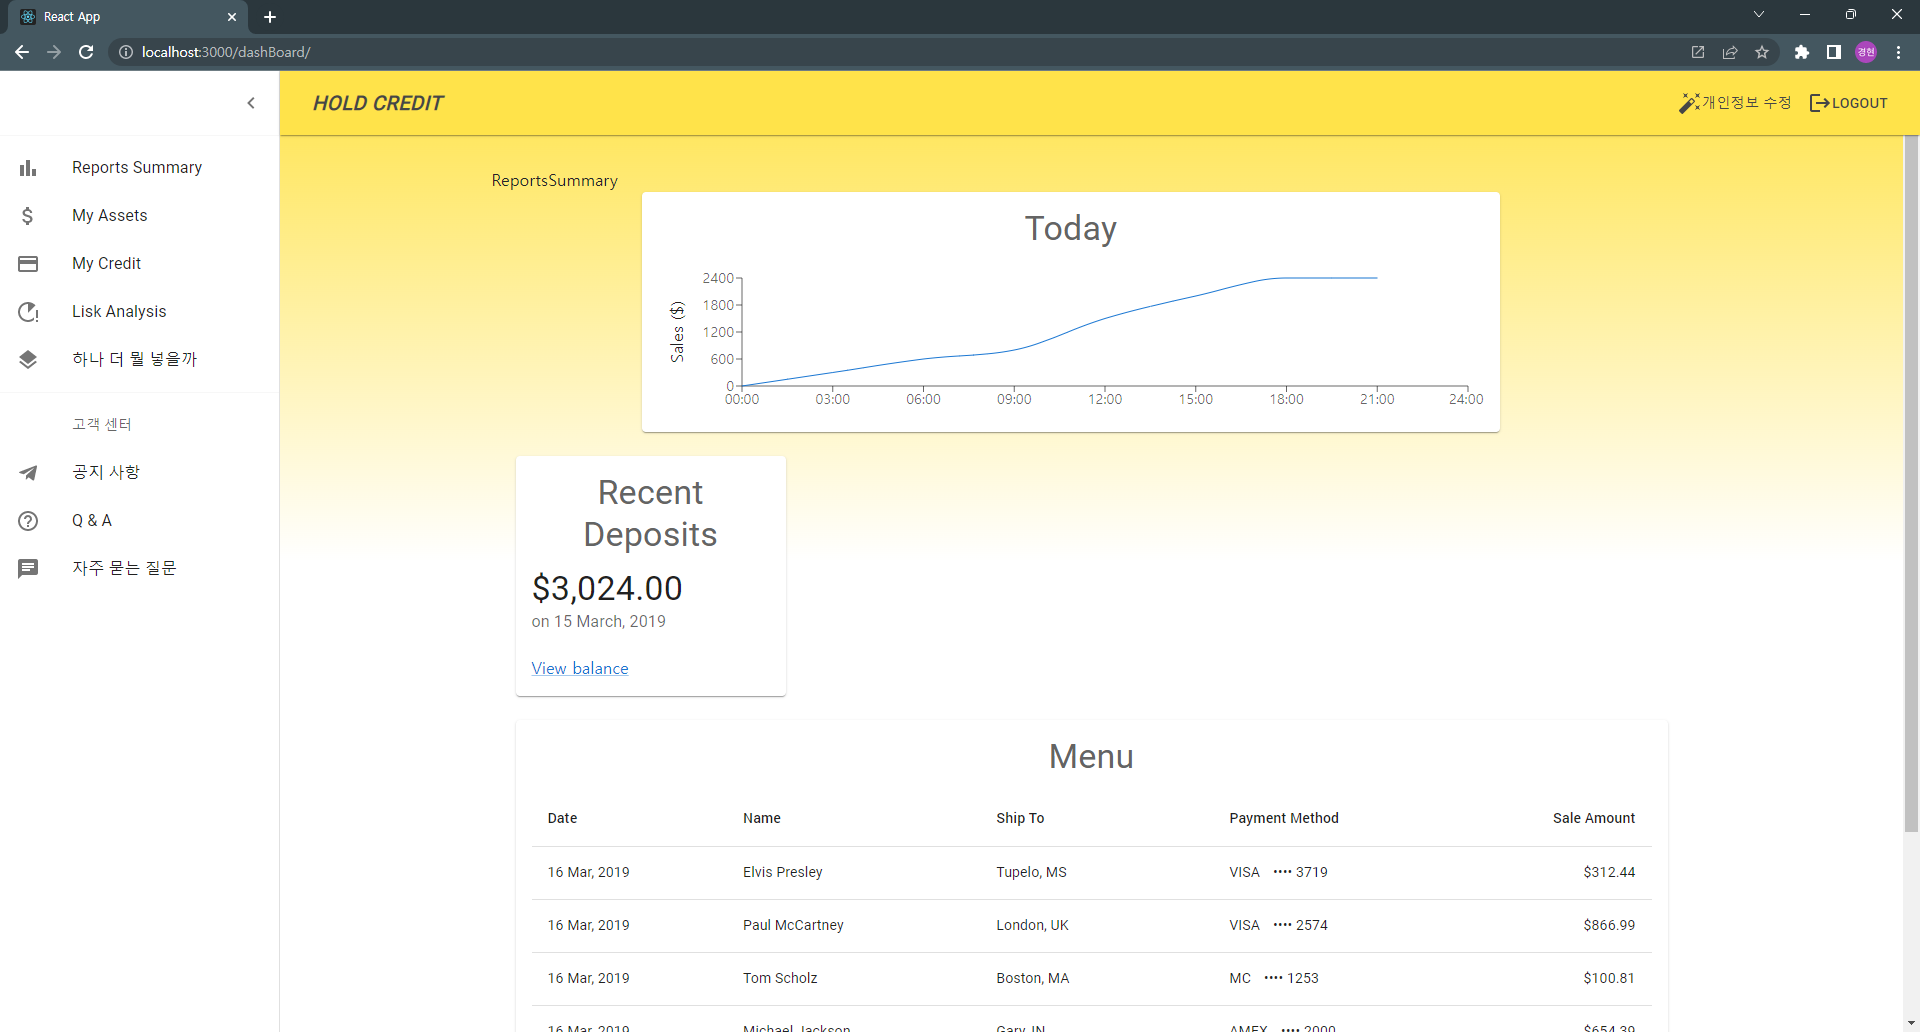 React App
localhost:3000/dashBoard/
경현
HOLD CREDIT
개인정보 수정
LOGOUT
Reports Summary
My Assets
My Credit
Lisk Analysis
하나 더 뭘 넣을까
고객 센터
공지 사항
Q & A
자주 묻는 질문
ReportsSummary
Today
Sales ($)
2400
1800
1200
600
0
00:00 03:00 06:00 09:00 12:00 15:00 18:00 21:00 24:00
Recent
Deposits
$3,024.00
on 15 March, 2019
View balance
Menu
Date Name Ship To Payment Method Sale Amount
16 Mar, 2019 Elvis Presley Tupelo, MS VISA •••• 3719 $312.44
16 Mar, 2019 Paul McCartney London, UK VISA •••• 2574 $866.99
16 Mar, 2019 Tom Scholz Boston, MA MC •••• 1253 $100.81
16 Mar, 2019 Michael Jackson Gary, IN AMEX •••• 2000 $654.39